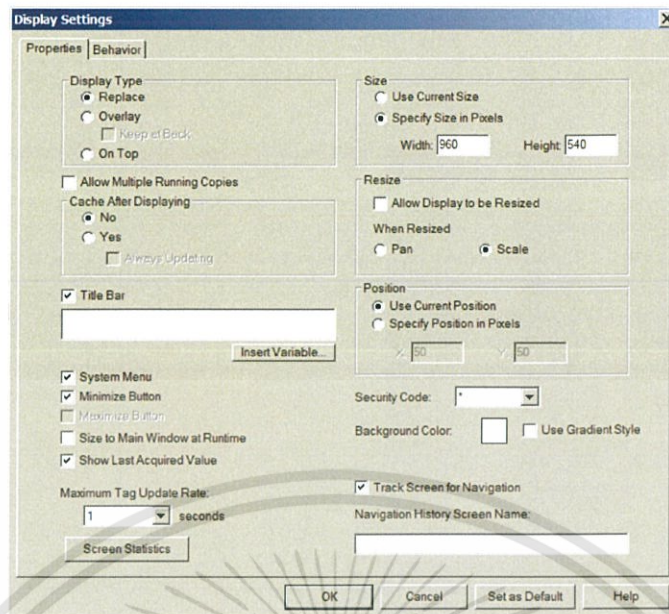 Display Settings
Properties
Behavior
Display Type
Replace
Overlay
Keep at Back
On Top
Allow Multiple Running Copies
Cache After Displaying
No
Yes
Always Updating
Title Bar
Insert Variable...
System Menu
Minimize Button
Maximize Button
Size to Main Window at Runtime
Show Last Acquired Value
Maximum Tag Update Rate:
1 seconds
Screen Statistics
Size
Use Current Size
Specify Size in Pixels
Width: 960 Height: 540
Resize
Allow Display to be Resized
When Resized
Pan Scale
Position
Use Current Position
Specify Position in Pixels
X: 50 Y: 50
Security Code: *
Background Color: Use Gradient Style
Track Screen for Navigation
Navigation History Screen Name:
OK Cancel Set as Default Help